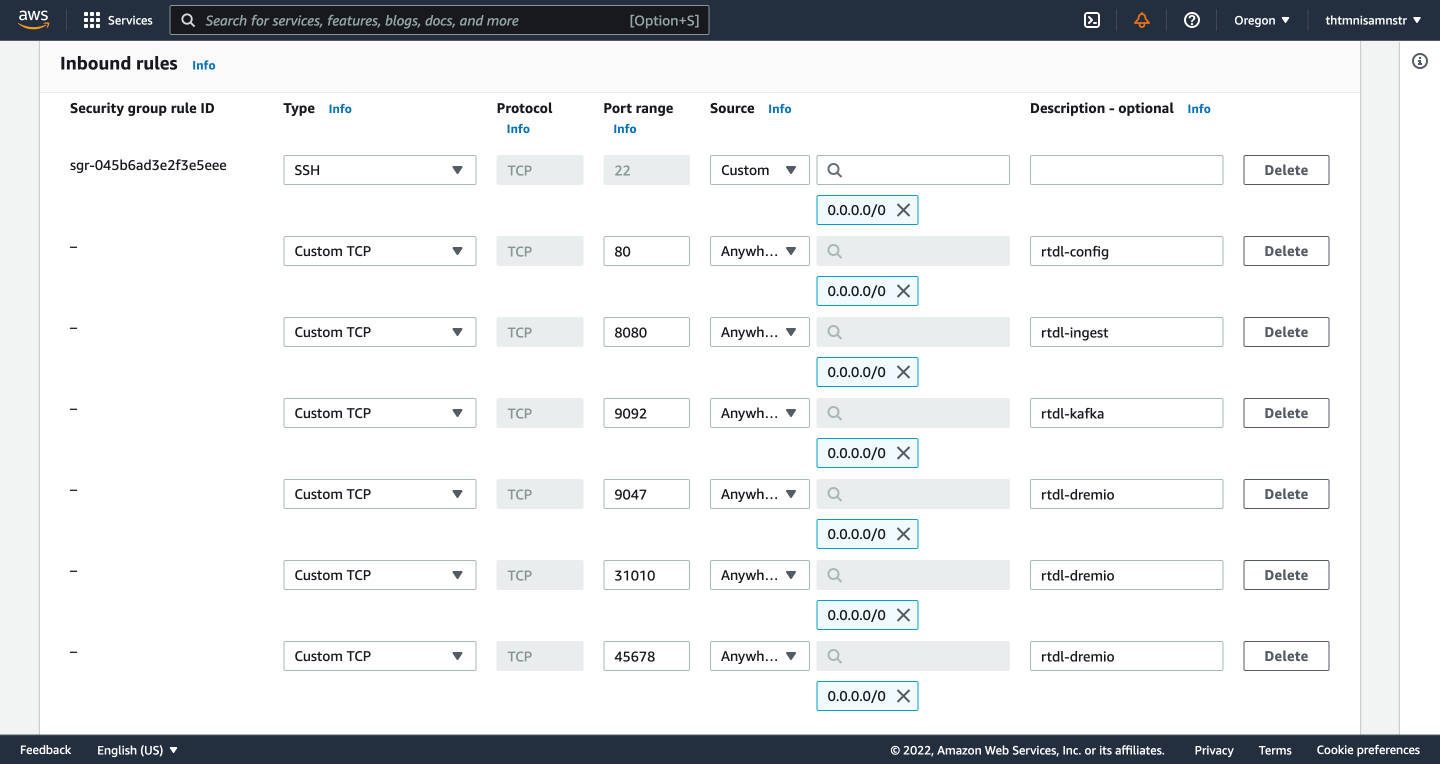 aws Services Search for services, features, blogs, docs, and more [Option+S] Oregon thtmnisamnstr
Inbound rules Info
Security group rule ID Type Info Protocol Info Port range Info Source Info Description - optional Info
sgr-045b6ad3e2f3e5eee SSH TCP 22 Custom Delete
0.0.0.0/0
– Custom TCP TCP 80 Anywh... rtdl-config Delete
0.0.0.0/0
– Custom TCP TCP 8080 Anywh... rtdl-ingest Delete
0.0.0.0/0
– Custom TCP TCP 9092 Anywh... rtdl-kafka Delete
0.0.0.0/0
– Custom TCP TCP 9047 Anywh... rtdl-dremio Delete
0.0.0.0/0
– Custom TCP TCP 31010 Anywh... rtdl-dremio Delete
0.0.0.0/0
– Custom TCP TCP 45678 Anywh... rtdl-dremio Delete
0.0.0.0/0
Feedback English (US) © 2022, Amazon Web Services, Inc. or its affiliates. Privacy Terms Cookie preferences